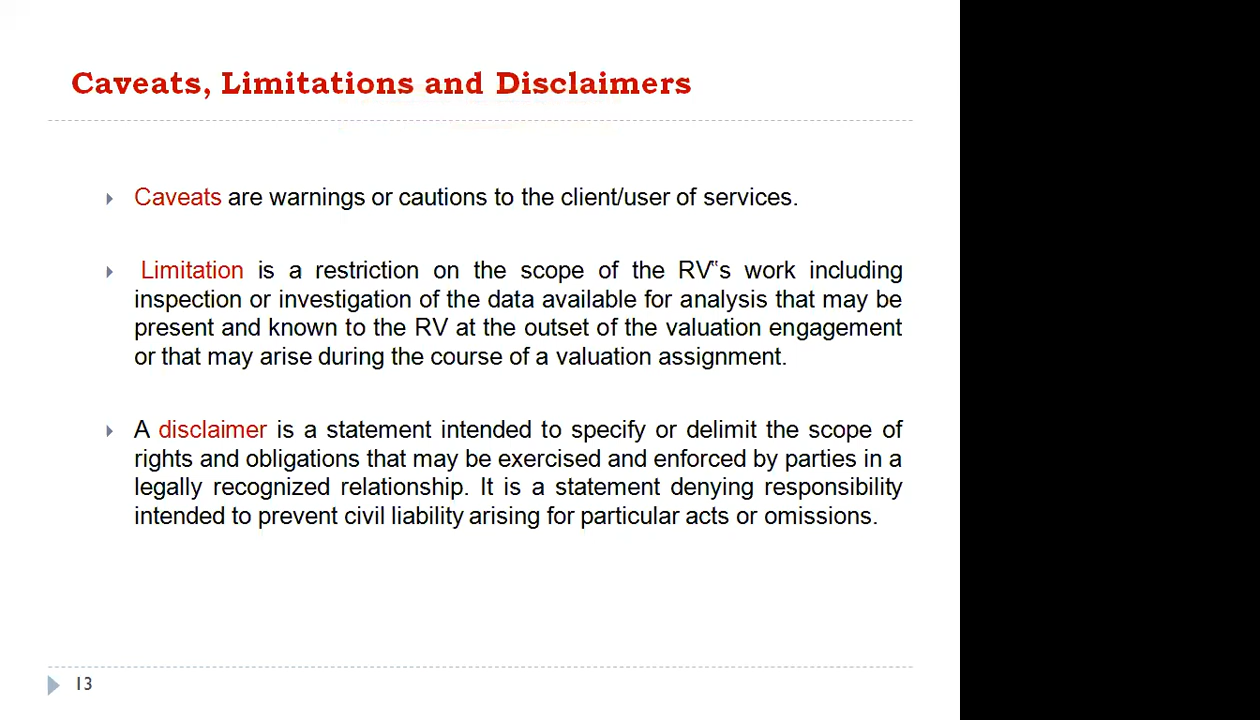 Caveats, Limitations and Disclaimers
Caveats are warnings or cautions to the client/user of services.
Limitation is a restriction on the scope of the RV‟s work including
inspection or investigation of the data available for analysis that may be
present and known to the RV at the outset of the valuation engagement
or that may arise during the course of a valuation assignment.
A disclaimer is a statement intended to specify or delimit the scope of
rights and obligations that may be exercised and enforced by parties in a
legally recognized relationship. It is a statement denying responsibility
intended to prevent civil liability arising for particular acts or omissions.
13